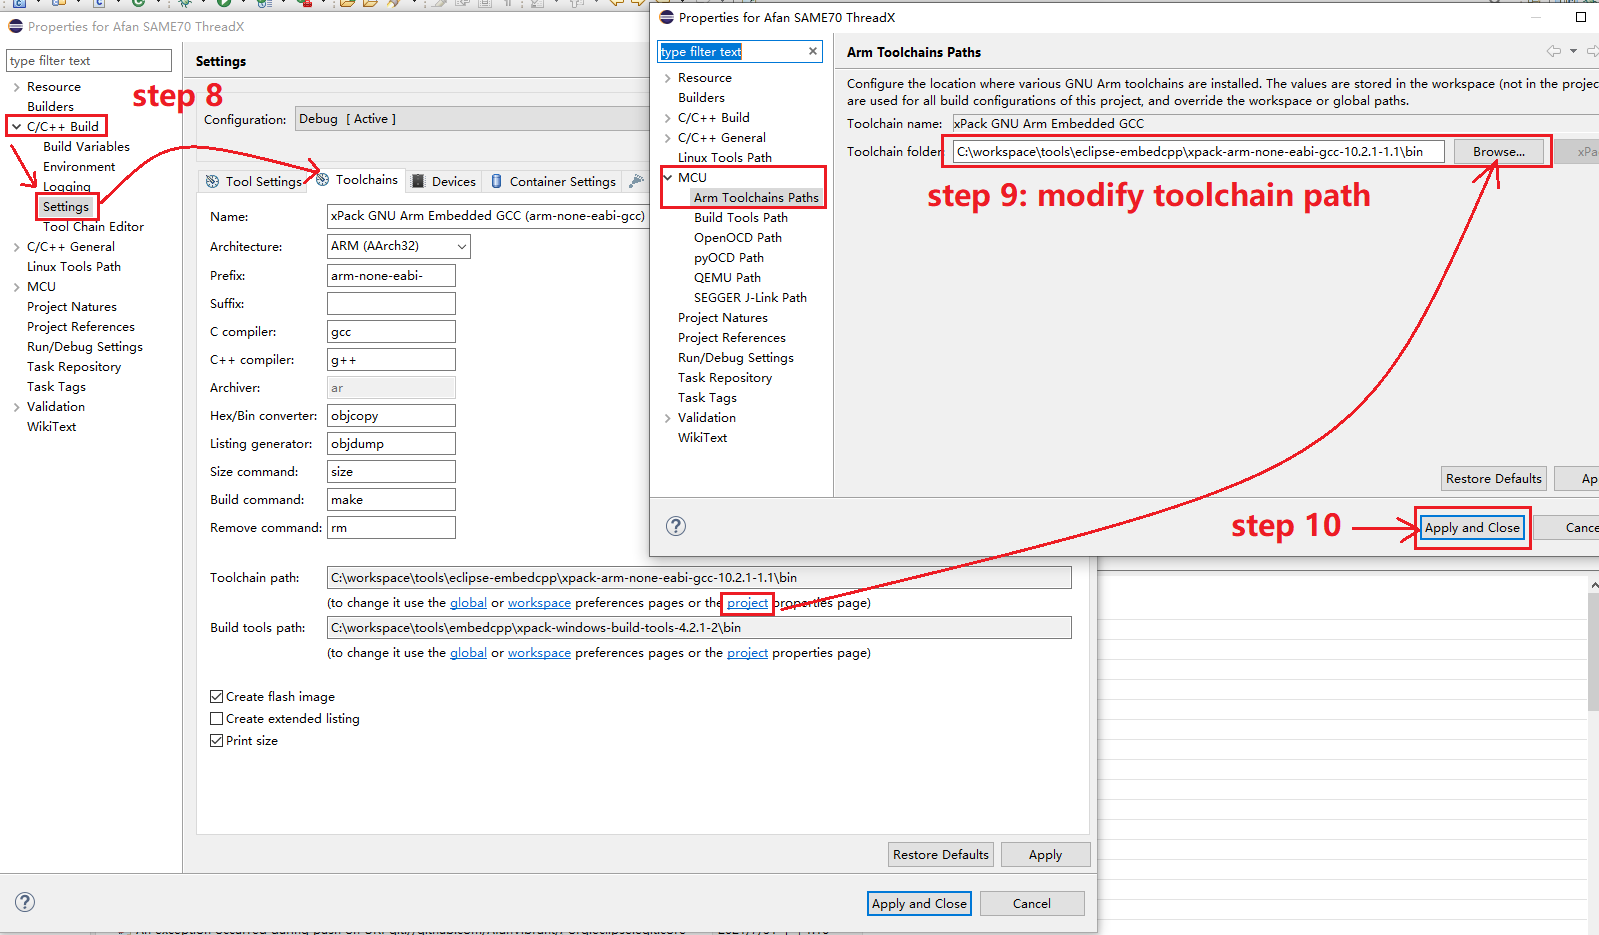 Properties for Afan SAME70 ThreadX
type filter text
Resource
Builders
C/C++ Build
Build Variables
Environment
Logging
Settings
Tool Chain Editor
C/C++ General
Linux Tools Path
MCU
Project Natures
Project References
Run/Debug Settings
Task Repository
Task Tags
Validation
WikiText
step 8
Settings
Configuration:
Debug [ Active ]
Tool Settings
Toolchains
Devices
Container Settings
Name:
xPack GNU Arm Embedded GCC (arm-none-eabi-gcc)
Architecture:
ARM (AArch32)
Prefix:
arm-none-eabi-
Suffix:
C compiler:
gcc
C++ compiler:
g++
Archiver:
ar
Hex/Bin converter:
objcopy
Listing generator:
objdump
Size command:
size
Build command:
make
Remove command:
rm
Toolchain path:
C:\workspace\tools\eclipse-embedcpp\xpack-arm-none-eabi-gcc-10.2.1-1.1\bin
(to change it use the global or workspace preferences pages or the project properties page)
Build tools path:
C:\workspace\tools\embedcpp\xpack-windows-build-tools-4.2.1-2\bin
(to change it use the global or workspace preferences pages or the project properties page)
Create flash image
Create extended listing
Print size
Restore Defaults
Apply
Apply and Close
Cancel
Properties for Afan SAME70 ThreadX
type filter text
Resource
Builders
C/C++ Build
C/C++ General
Linux Tools Path
MCU
Arm Toolchains Paths
Build Tools Path
OpenOCD Path
pyOCD Path
QEMU Path
SEGGER J-Link Path
Project Natures
Project References
Run/Debug Settings
Task Repository
Task Tags
Validation
WikiText
Arm Toolchains Paths
Configure the location where various GNU Arm toolchains are installed. The values are stored in the workspace (not in the projec
are used for all build configurations of this project, and override the workspace or global paths.
Toolchain name:
xPack GNU Arm Embedded GCC
Toolchain folder
C:\workspace\tools\eclipse-embedcpp\xpack-arm-none-eabi-gcc-10.2.1-1.1\bin
Browse...
xPa
step 9: modify toolchain path
Restore Defaults
Ap
step 10
Apply and Close
Cance